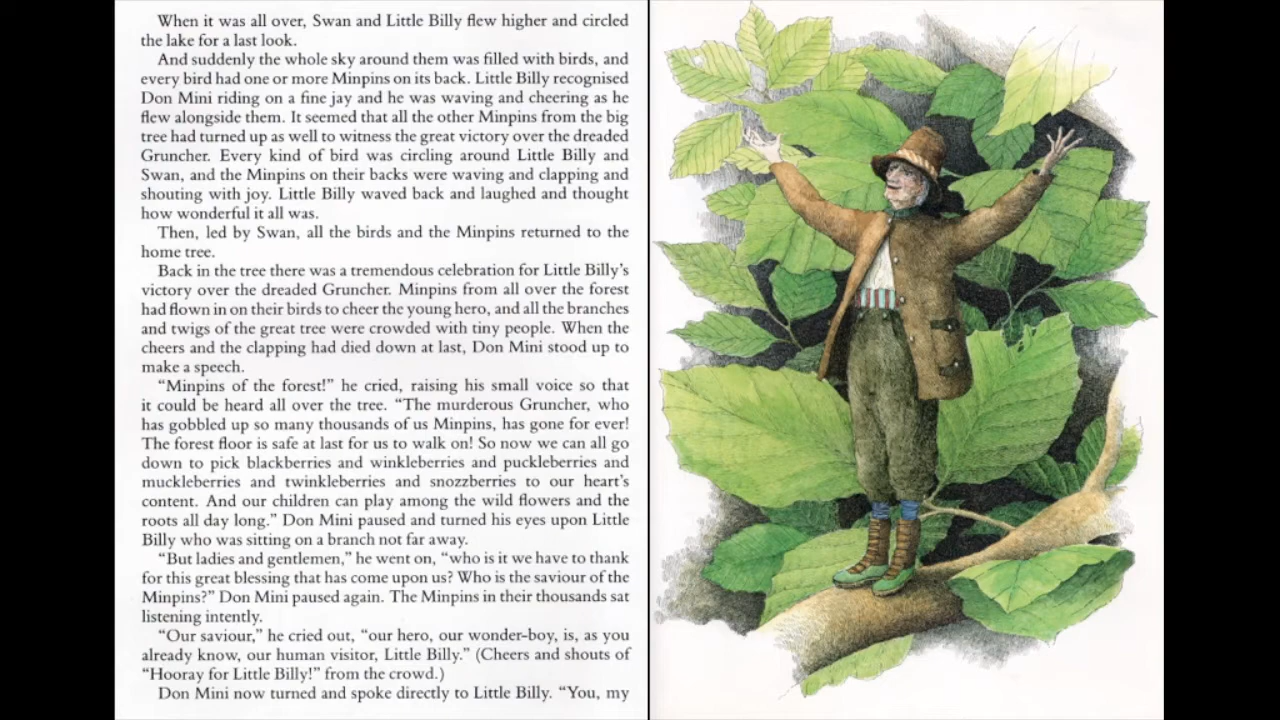 When it was all over, Swan and Little Billy flew higher and circled
the lake for a last look.
And suddenly the whole sky around them was filled with birds, and
every bird had one or more Minpins on its back. Little Billy recognised
Don Mini riding on a fine jay and he was waving and cheering as he
flew alongside them. It seemed that all the other Minpins from the big
tree had turned up as well to witness the great victory over the dreaded
Gruncher. Every kind of bird was circling around Little Billy and
Swan, and the Minpins on their backs were waving and clapping and
shouting with joy. Little Billy waved back and laughed and thought
how wonderful it all was.
Then, led by Swan, all the birds and the Minpins returned to the
home tree.
Back in the tree there was a tremendous celebration for Little Billy's
victory over the dreaded Gruncher. Minpins from all over the forest
had flown in on their birds to cheer the young hero, and all the branches
and twigs of the great tree were crowded with tiny people. When the
cheers and the clapping had died down at last, Don Mini stood up to
make a speech.
“Minpins of the forest!” he cried, raising his small voice so that
it could be heard all over the tree. “The murderous Gruncher, who
has gobbled up so many thousands of us Minpins, has gone for ever!
The forest floor is safe at last for us to walk on! So now we can all go
down to pick blackberries and winkleberries and puckleberries and
muckleberries and twinkleberries and snozzberries to our heart's
content. And our children can play among the wild flowers and the
roots all day long.” Don Mini paused and turned his eyes upon Little
Billy who was sitting on a branch not far away.
“But ladies and gentlemen,” he went on, “who is it we have to thank
for this great blessing that has come upon us? Who is the saviour of the
Minpins?” Don Mini paused again. The Minpins in their thousands sat
listening intently.
“Our saviour,” he cried out, “our hero, our wonder-boy, is, as you
already know, our human visitor, Little Billy.” (Cheers and shouts of
“Hooray for Little Billy!” from the crowd.)
Don Mini now turned and spoke directly to Little Billy. “You, my